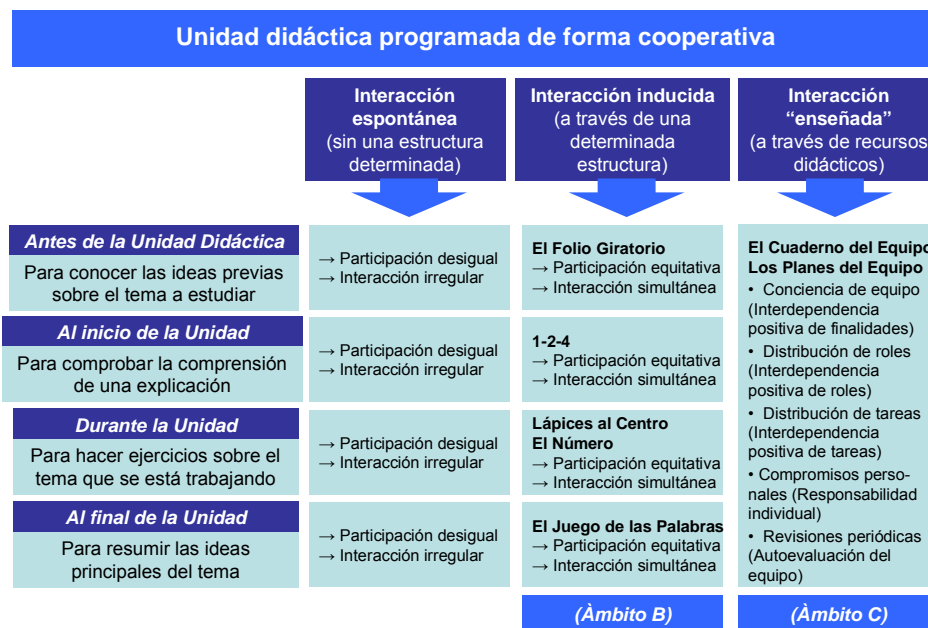 Unidad didáctica programada de forma cooperativa
Interacción
espontánea
(sin una estructura
determinada)
Interacción inducida
(a través de una
determinada
estructura)
Interacción
“enseñada”
(a través de recursos
didácticos)
Antes de la Unidad Didáctica
Para conocer las ideas previas
sobre el tema a estudiar
→ Participación desigual
→ Interacción irregular
El Folio Giratorio
→ Participación equitativa
→ Interacción simultánea
Al inicio de la Unidad
Para comprobar la comprensión
de una explicación
→ Participación desigual
→ Interacción irregular
1-2-4
→ Participación equitativa
→ Interacción simultánea
Durante la Unidad
Para hacer ejercicios sobre el
tema que se está trabajando
→ Participación desigual
→ Interacción irregular
Lápices al Centro
El Número
→ Participación equitativa
→ Interacción simultánea
Al final de la Unidad
Para resumir las ideas
principales del tema
→ Participación desigual
→ Interacción irregular
El Juego de las Palabras
→ Participación equitativa
→ Interacción simultánea
El Cuaderno del Equipo
Los Planes del Equipo
• Conciencia de equipo
(Interdependencia
positiva de finalidades)
• Distribución de roles
(Interdependencia
positiva de roles)
• Distribución de tareas
(Interdependencia
positiva de tareas)
• Compromisos perso-
nales (Responsabilidad
individual)
• Revisiones periódicas
(Autoevaluación del
equipo)
(Àmbito B)
(Àmbito C)